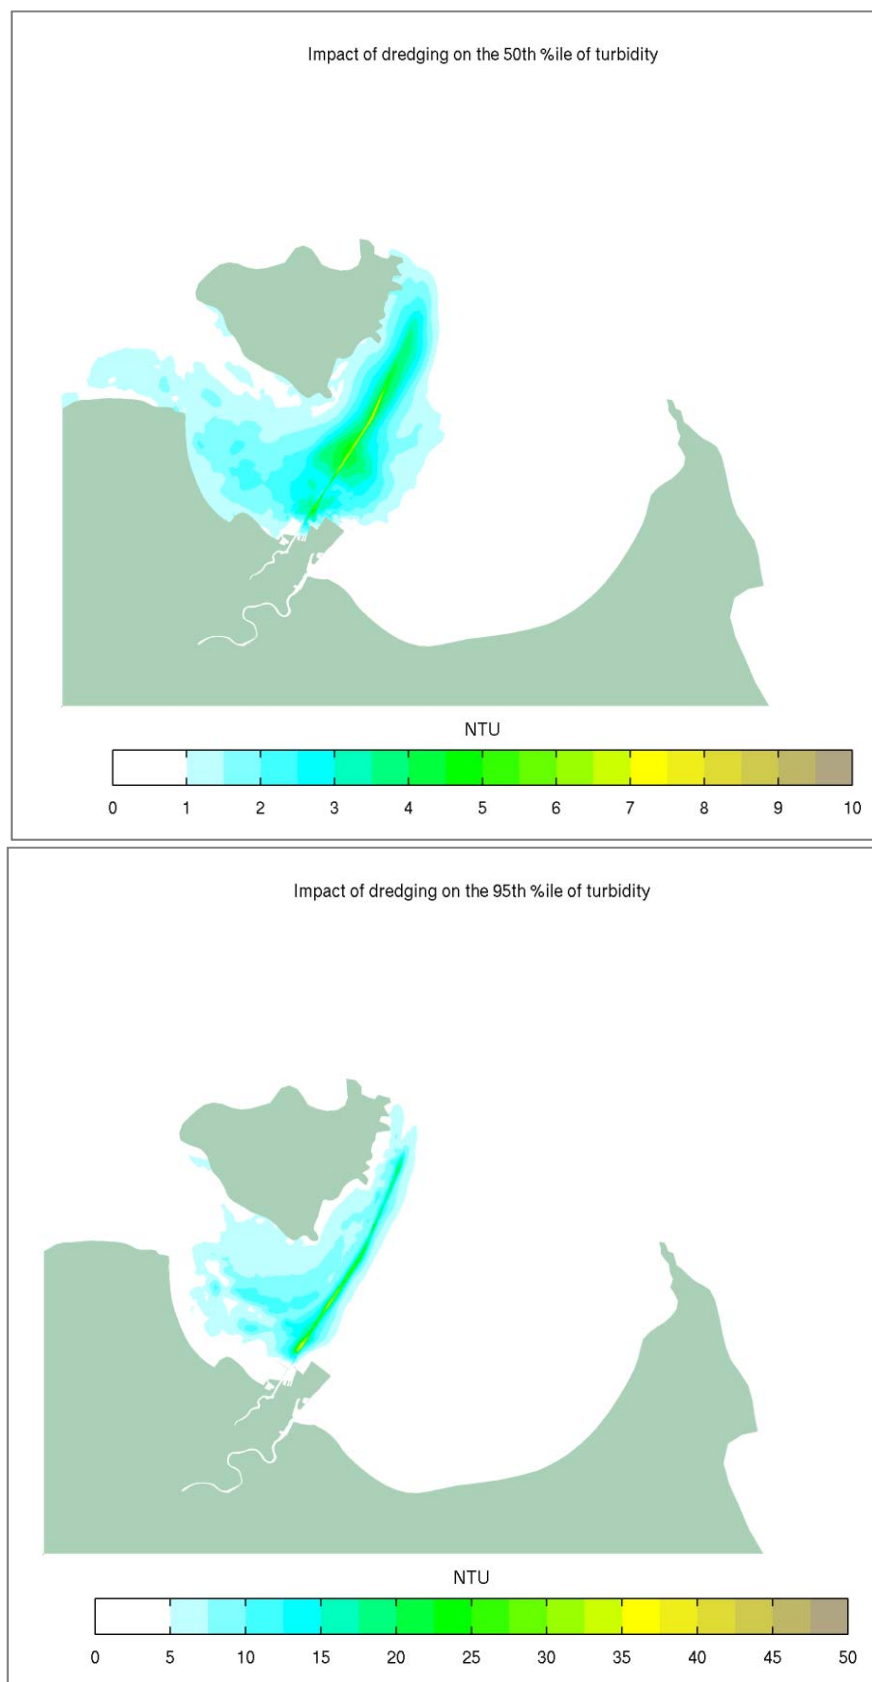 Impact of dredging on the 50th %ile of turbidity
NTU
0 1 2 3 4 5 6 7 8 9 10
Impact of dredging on the 95th %ile of turbidity
NTU
0 5 10 15 20 25 30 35 40 45 50